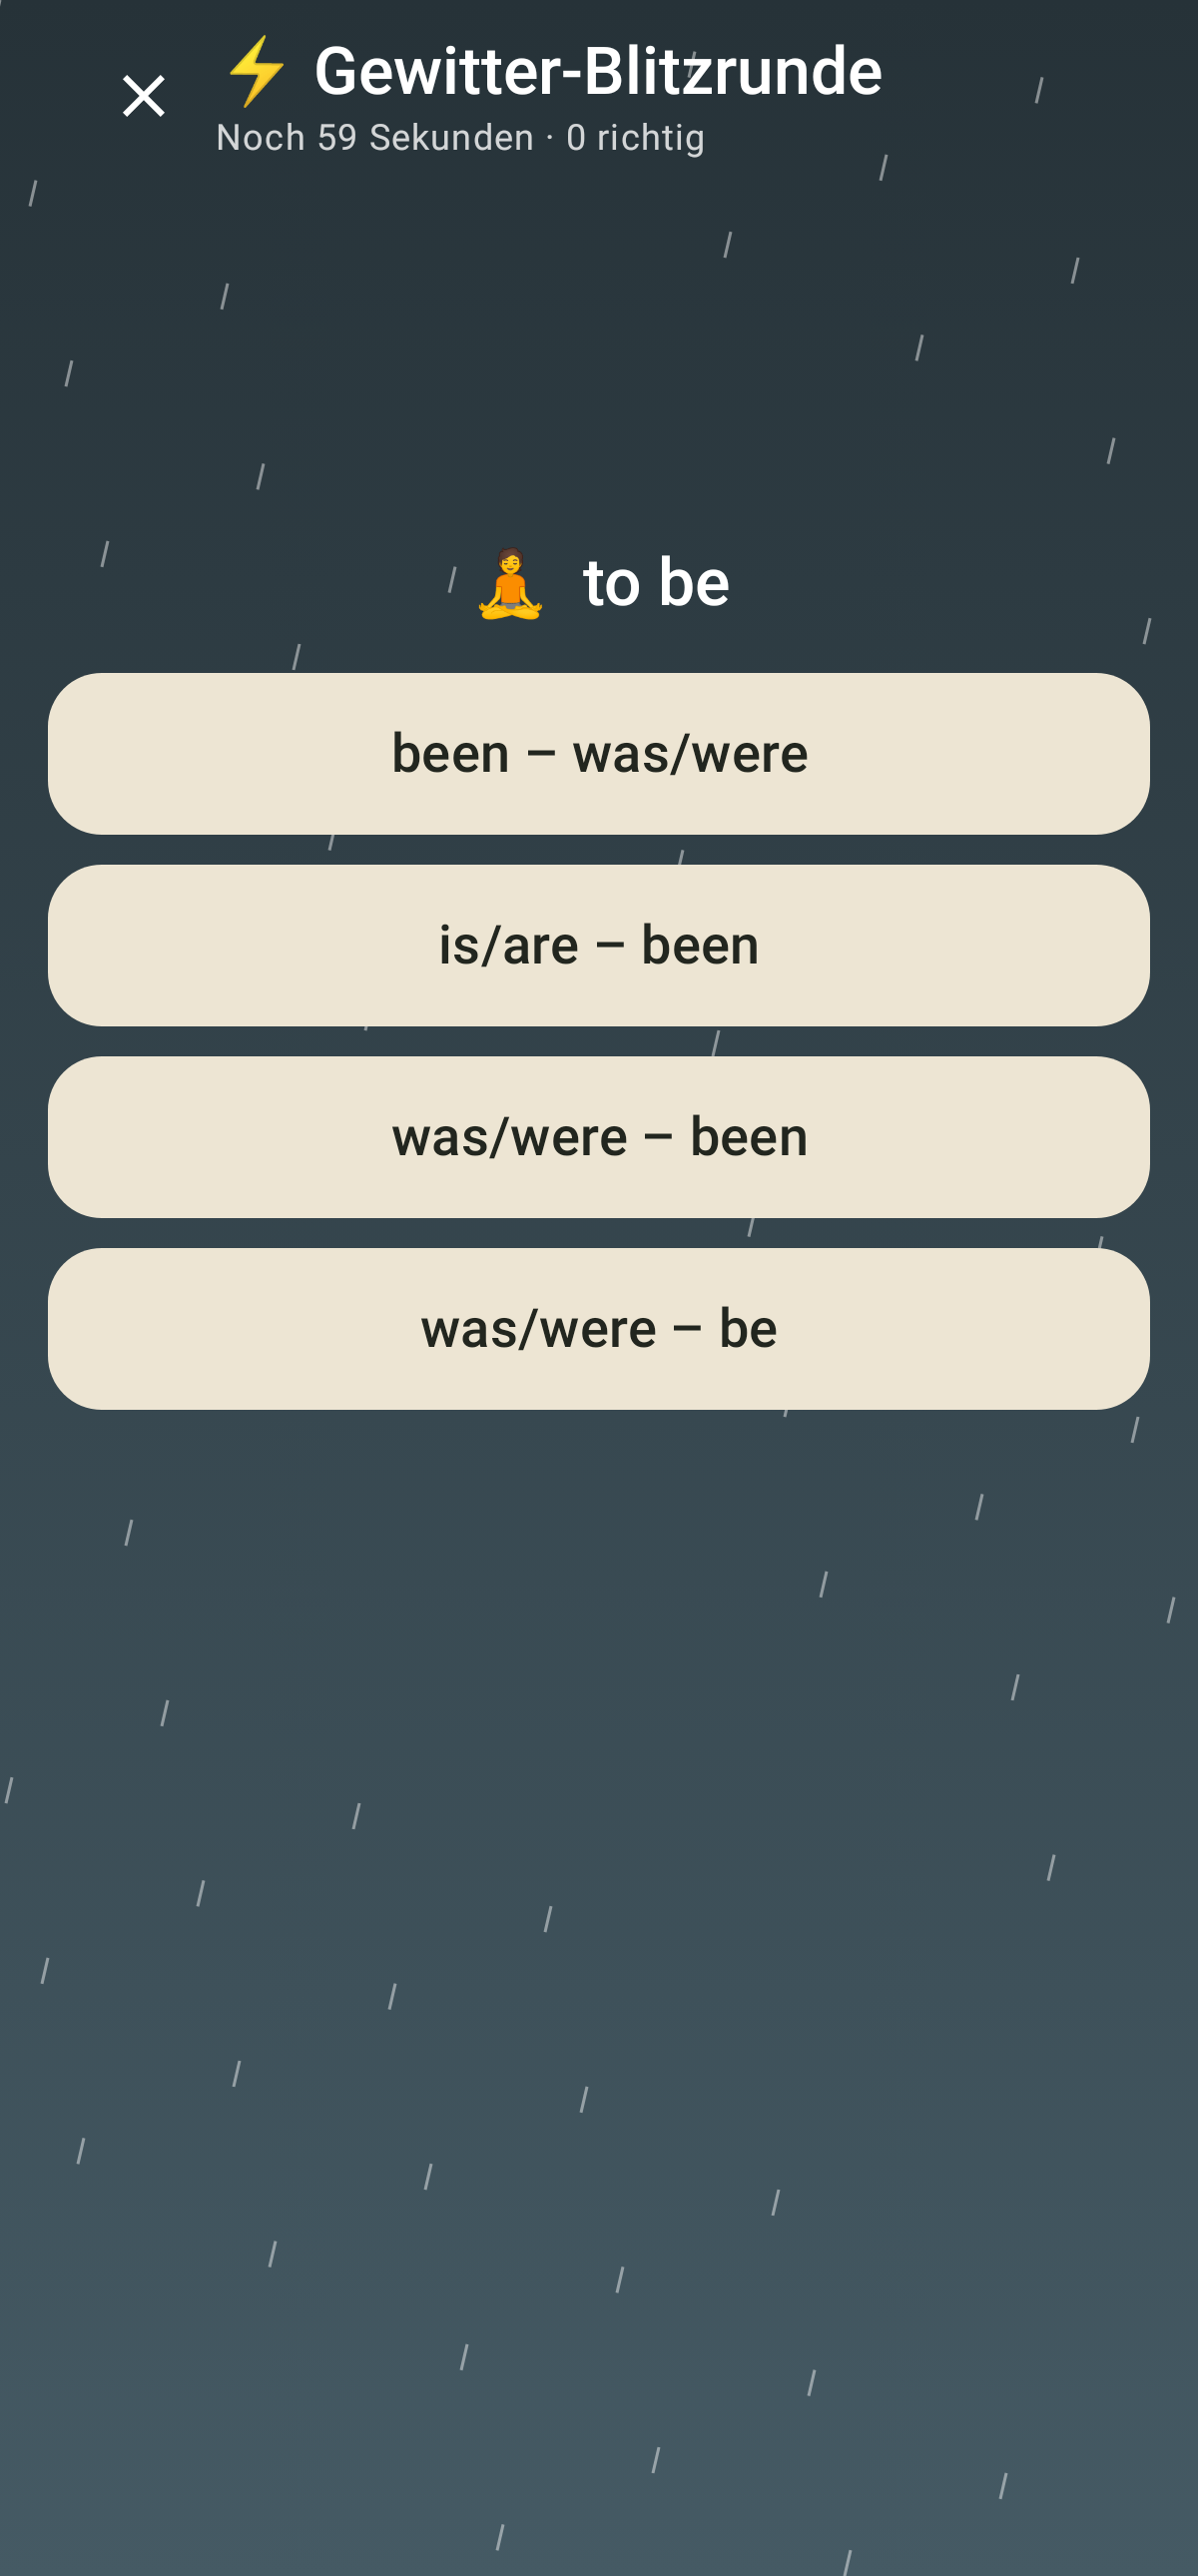 ⚡ Gewitter-Blitzrunde
Noch 59 Sekunden · 0 richtig
🧘 to be
been – was/were
is/are – been
was/were – been
was/were – be